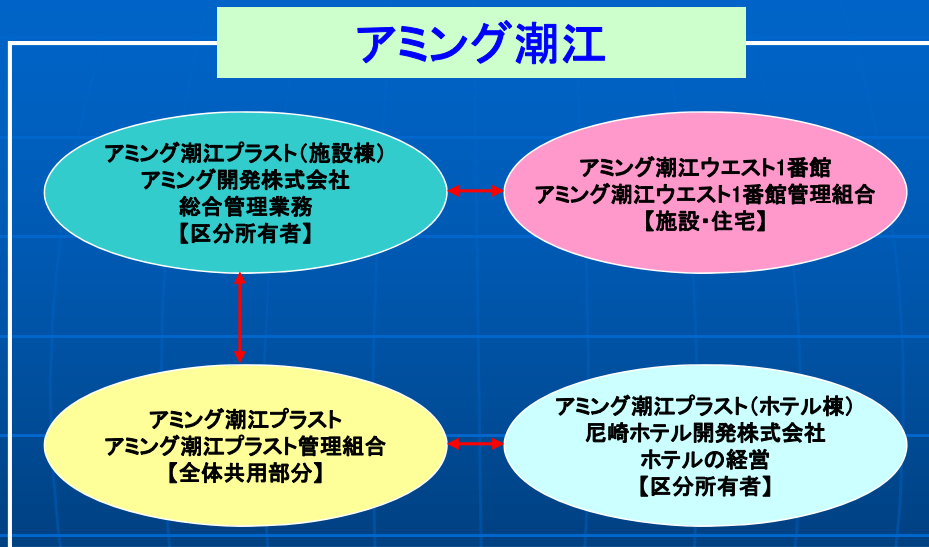 アミング潮江
アミング潮江プラスト（施設棟）
アミング開発株式会社
総合管理業務
【区分所有者】
アミング潮江ウエスト1番館
アミング潮江ウエスト1番館管理組合
【施設・住宅】
アミング潮江プラスト
アミング潮江プラスト管理組合
【全体共用部分】
アミング潮江プラスト（ホテル棟）
尼崎ホテル開発株式会社
ホテルの経営
【区分所有者】